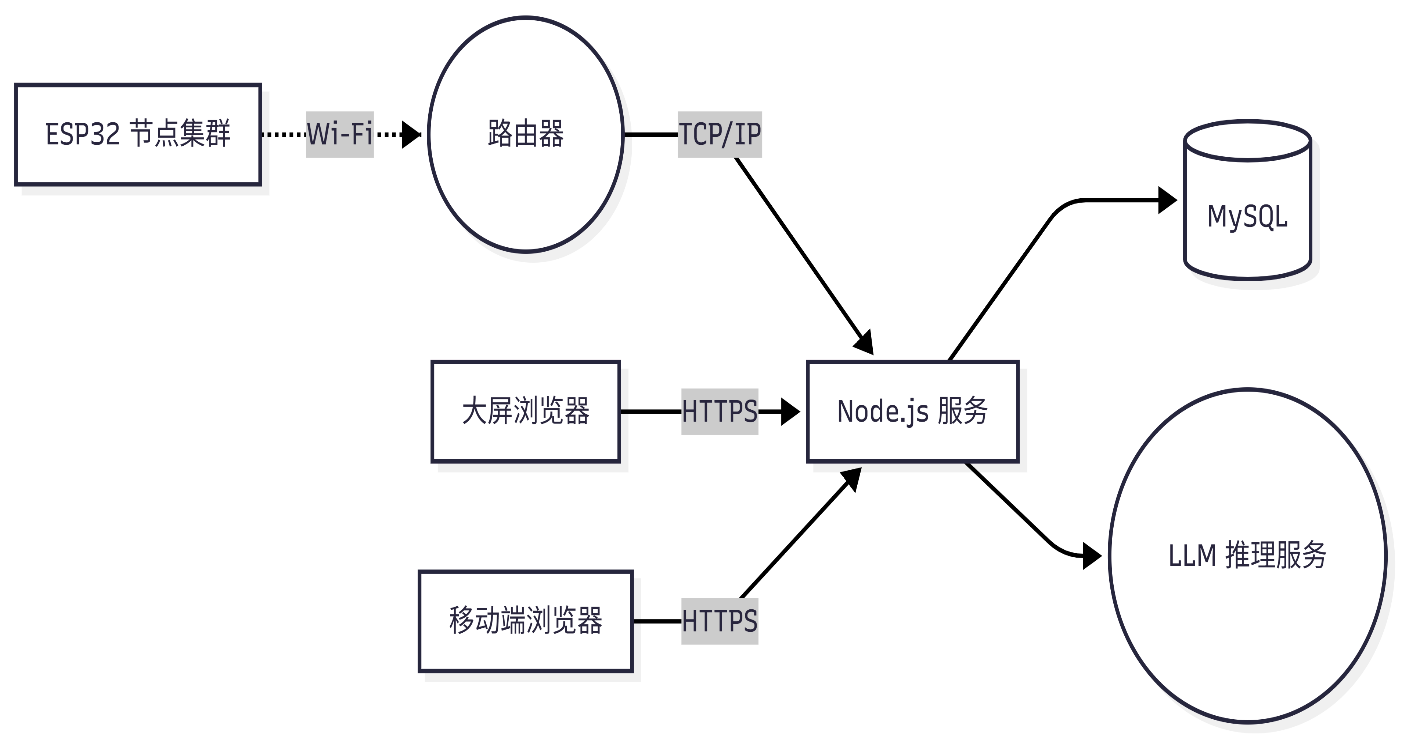 ESP32 节点集群
Wi-Fi
路由器
TCP/IP
MySQL
大屏浏览器
HTTPS
Node.js 服务
LLM 推理服务
移动端浏览器
HTTPS